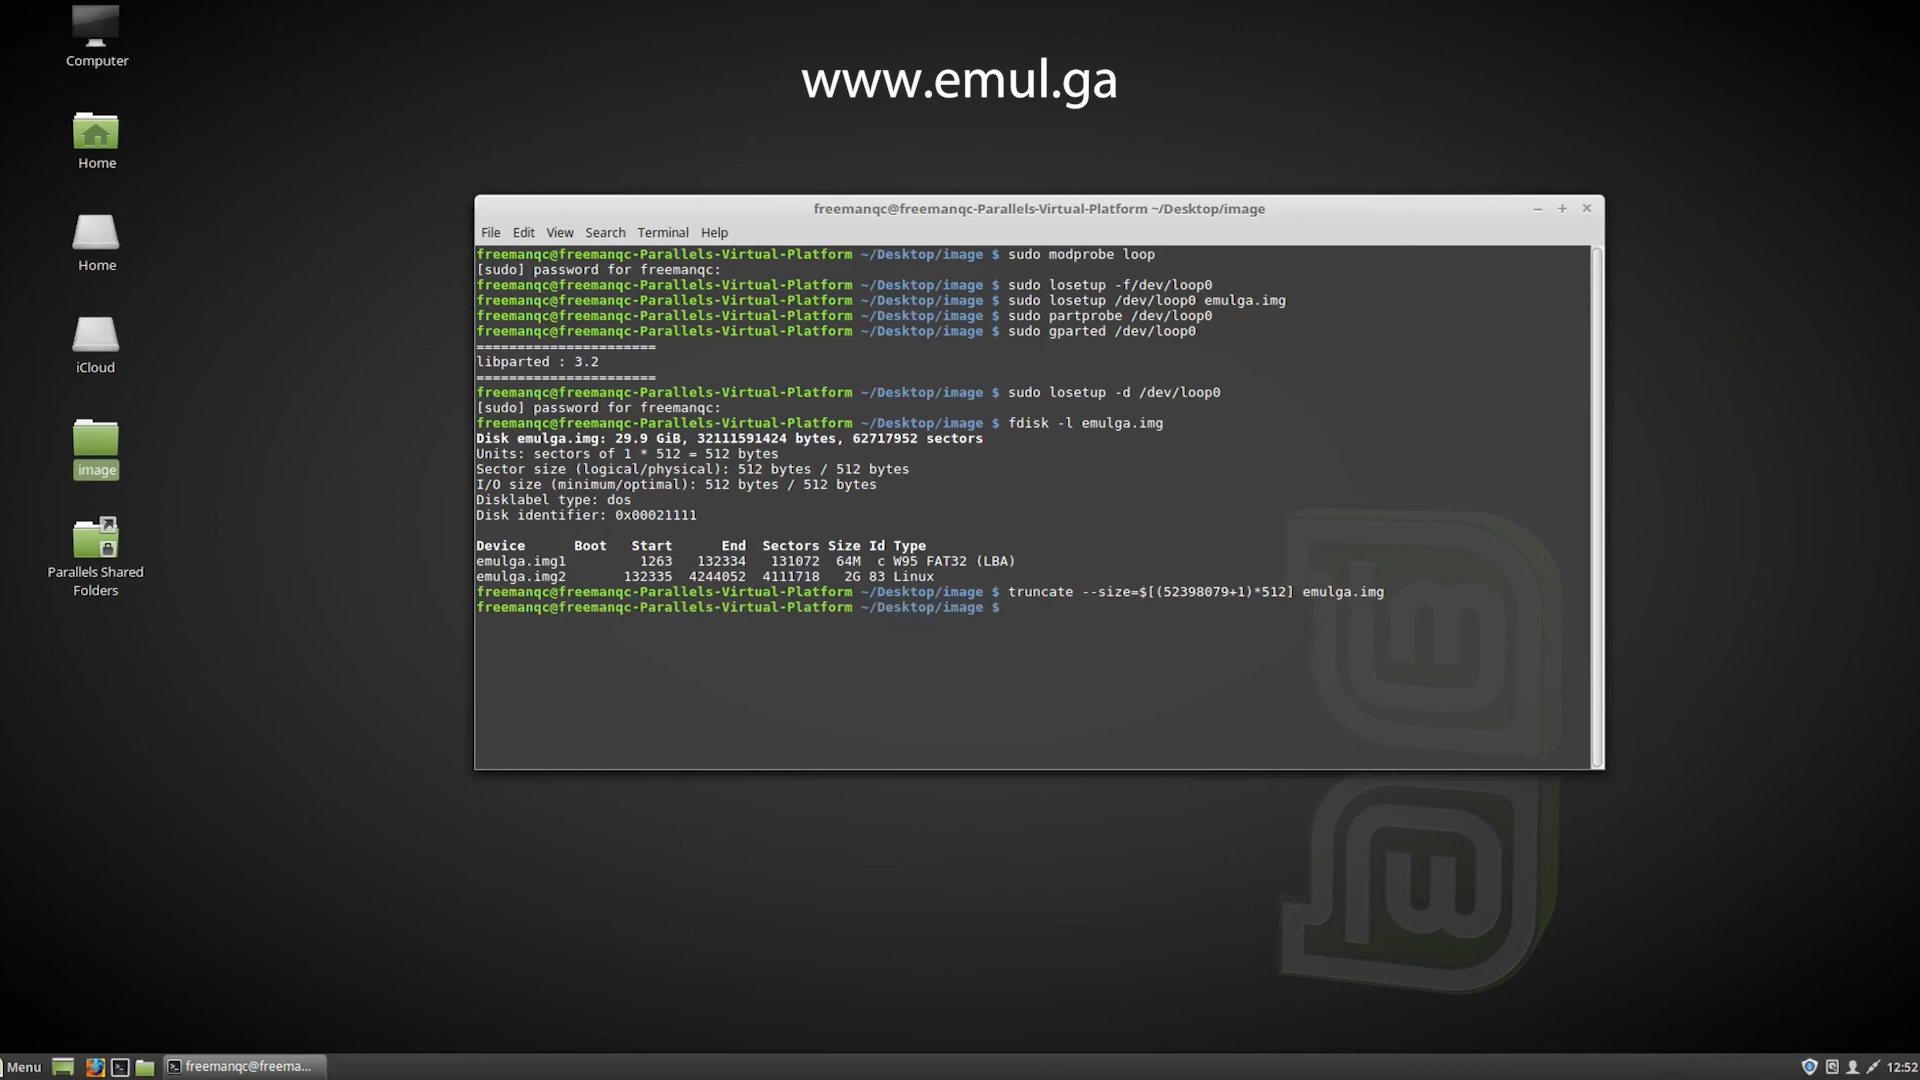 www.emul.ga
Computer
Home
Home
iCloud
image
Parallels Shared
Folders
freemanqc@freemanqc-Parallels-Virtual-Platform ~/Desktop/image
File Edit View Search Terminal Help
freemanqc@freemanqc-Parallels-Virtual-Platform ~/Desktop/image $ sudo modprobe loop
[sudo] password for freemanqc:
freemanqc@freemanqc-Parallels-Virtual-Platform ~/Desktop/image $ sudo losetup -f/dev/loop0
freemanqc@freemanqc-Parallels-Virtual-Platform ~/Desktop/image $ sudo losetup /dev/loop0 emulga.img
freemanqc@freemanqc-Parallels-Virtual-Platform ~/Desktop/image $ sudo partprobe /dev/loop0
freemanqc@freemanqc-Parallels-Virtual-Platform ~/Desktop/image $ sudo gparted /dev/loop0
======================
libparted : 3.2
======================
freemanqc@freemanqc-Parallels-Virtual-Platform ~/Desktop/image $ sudo losetup -d /dev/loop0
[sudo] password for freemanqc:
freemanqc@freemanqc-Parallels-Virtual-Platform ~/Desktop/image $ fdisk -l emulga.img
Disk emulga.img: 29.9 GiB, 32111591424 bytes, 62717952 sectors
Units: sectors of 1 * 512 = 512 bytes
Sector size (logical/physical): 512 bytes / 512 bytes
I/O size (minimum/optimal): 512 bytes / 512 bytes
Disklabel type: dos
Disk identifier: 0x00021111
Device Boot Start End Sectors Size Id Type
emulga.img1 1263 132334 131072 64M c W95 FAT32 (LBA)
emulga.img2 132335 4244052 4111718 2G 83 Linux
freemanqc@freemanqc-Parallels-Virtual-Platform ~/Desktop/image $ truncate --size=$[(52398079+1)*512] emulga.img
freemanqc@freemanqc-Parallels-Virtual-Platform ~/Desktop/image $
Menu
freemanqc@freema...
12:52